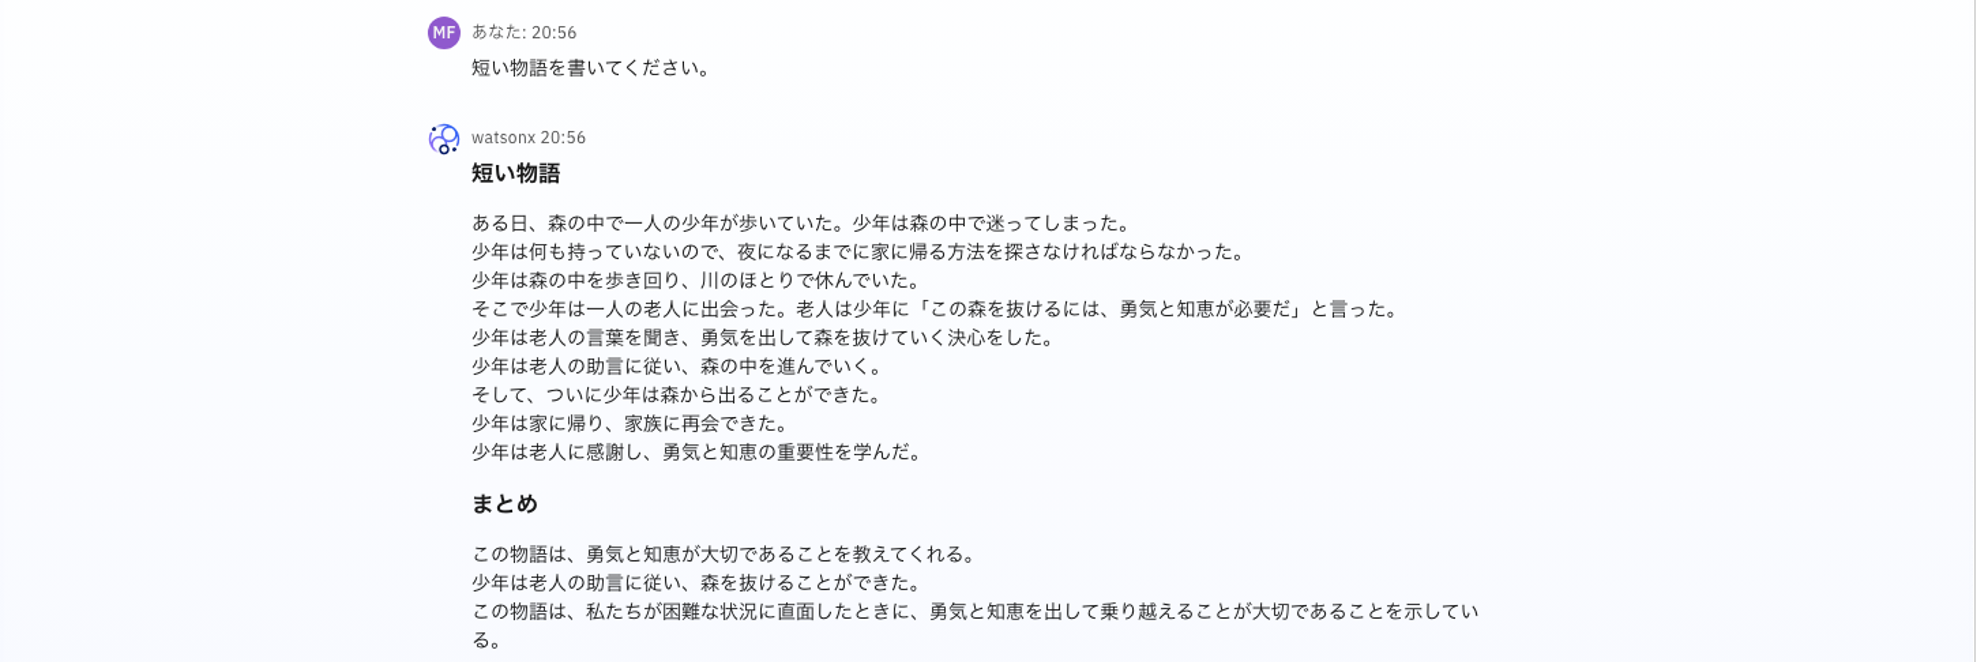 MF あなた: 20:56
短い物語を書いてください。
watsonx 20:56
短い物語
ある日、森の中で一人の少年が歩いていた。少年は森の中で迷ってしまった。
少年は何も持っていないので、夜になるまでに家に帰る方法を探さなければならなかった。
少年は森の中を歩き回り、川のほとりで休んでいた。
そこで少年は一人の老人に出会った。老人は少年に「この森を抜けるには、勇気と知恵が必要だ」と言った。
少年は老人の言葉を聞き、勇気を出して森を抜けていく決心をした。
少年は老人の助言に従い、森の中を進んでいく。
そして、ついに少年は森から出ることができた。
少年は家に帰り、家族に再会できた。
少年は老人に感謝し、勇気と知恵の重要性を学んだ。
まとめ
この物語は、勇気と知恵が大切であることを教えてくれる。
少年は老人の助言に従い、森を抜けることができた。
この物語は、私たちが困難な状況に直面したときに、勇気と知恵を出して乗り越えることが大切であることを示してい
る。